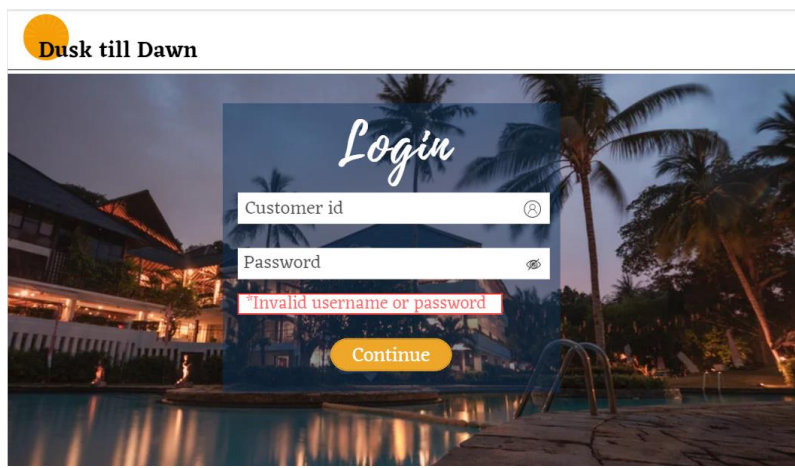 Dusk till Dawn
Login
Customer id
Password
*Invalid username or password
Continue